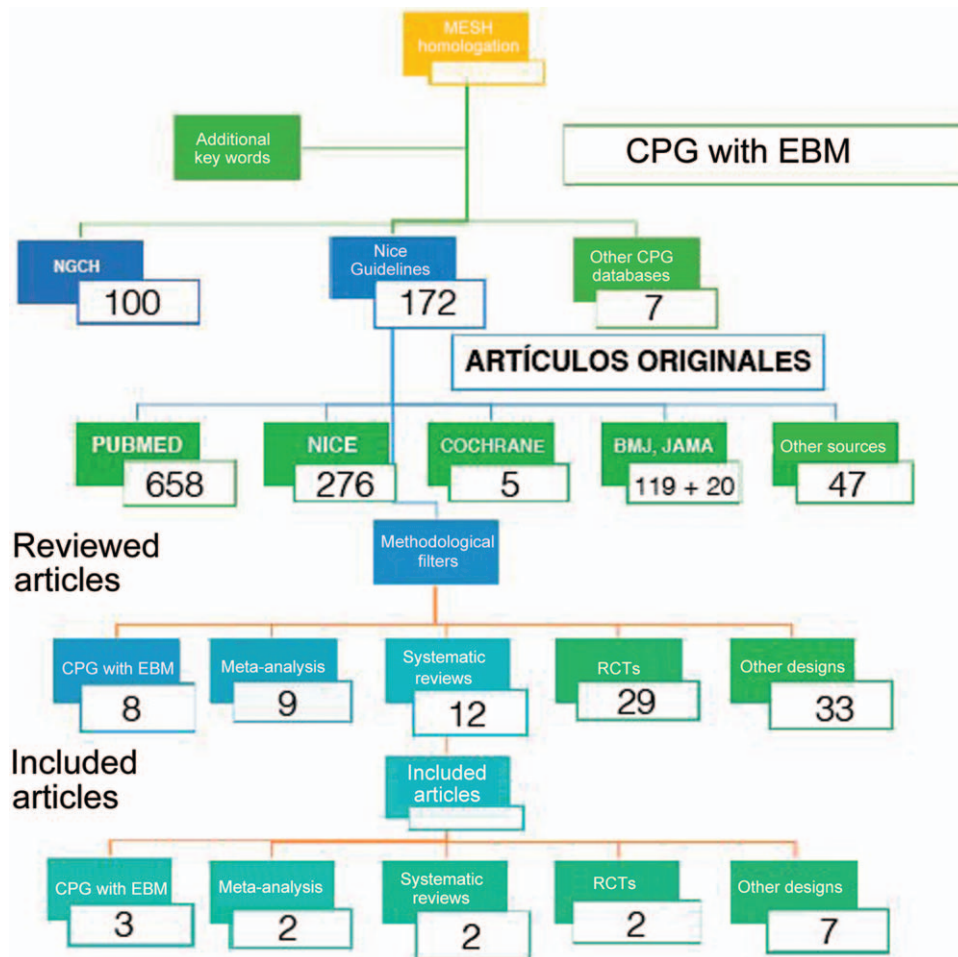 MESH
homologation
Additional
key words
CPG with EBM
NGCH
100
Nice
Guidelines
172
Other CPG
databases
7
ARTÍCULOS ORIGINALES
PUBMED
658
NICE
276
COCHRANE
5
BMJ, JAMA
119 + 20
Other sources
47
Reviewed
articles
Methodological
filters
CPG with EBM
8
Meta-analysis
9
Systematic
reviews
12
RCTs
29
Other designs
33
Included
articles
Included
articles
CPG with EBM
3
Meta-analysis
2
Systematic
reviews
2
RCTs
2
Other designs
7